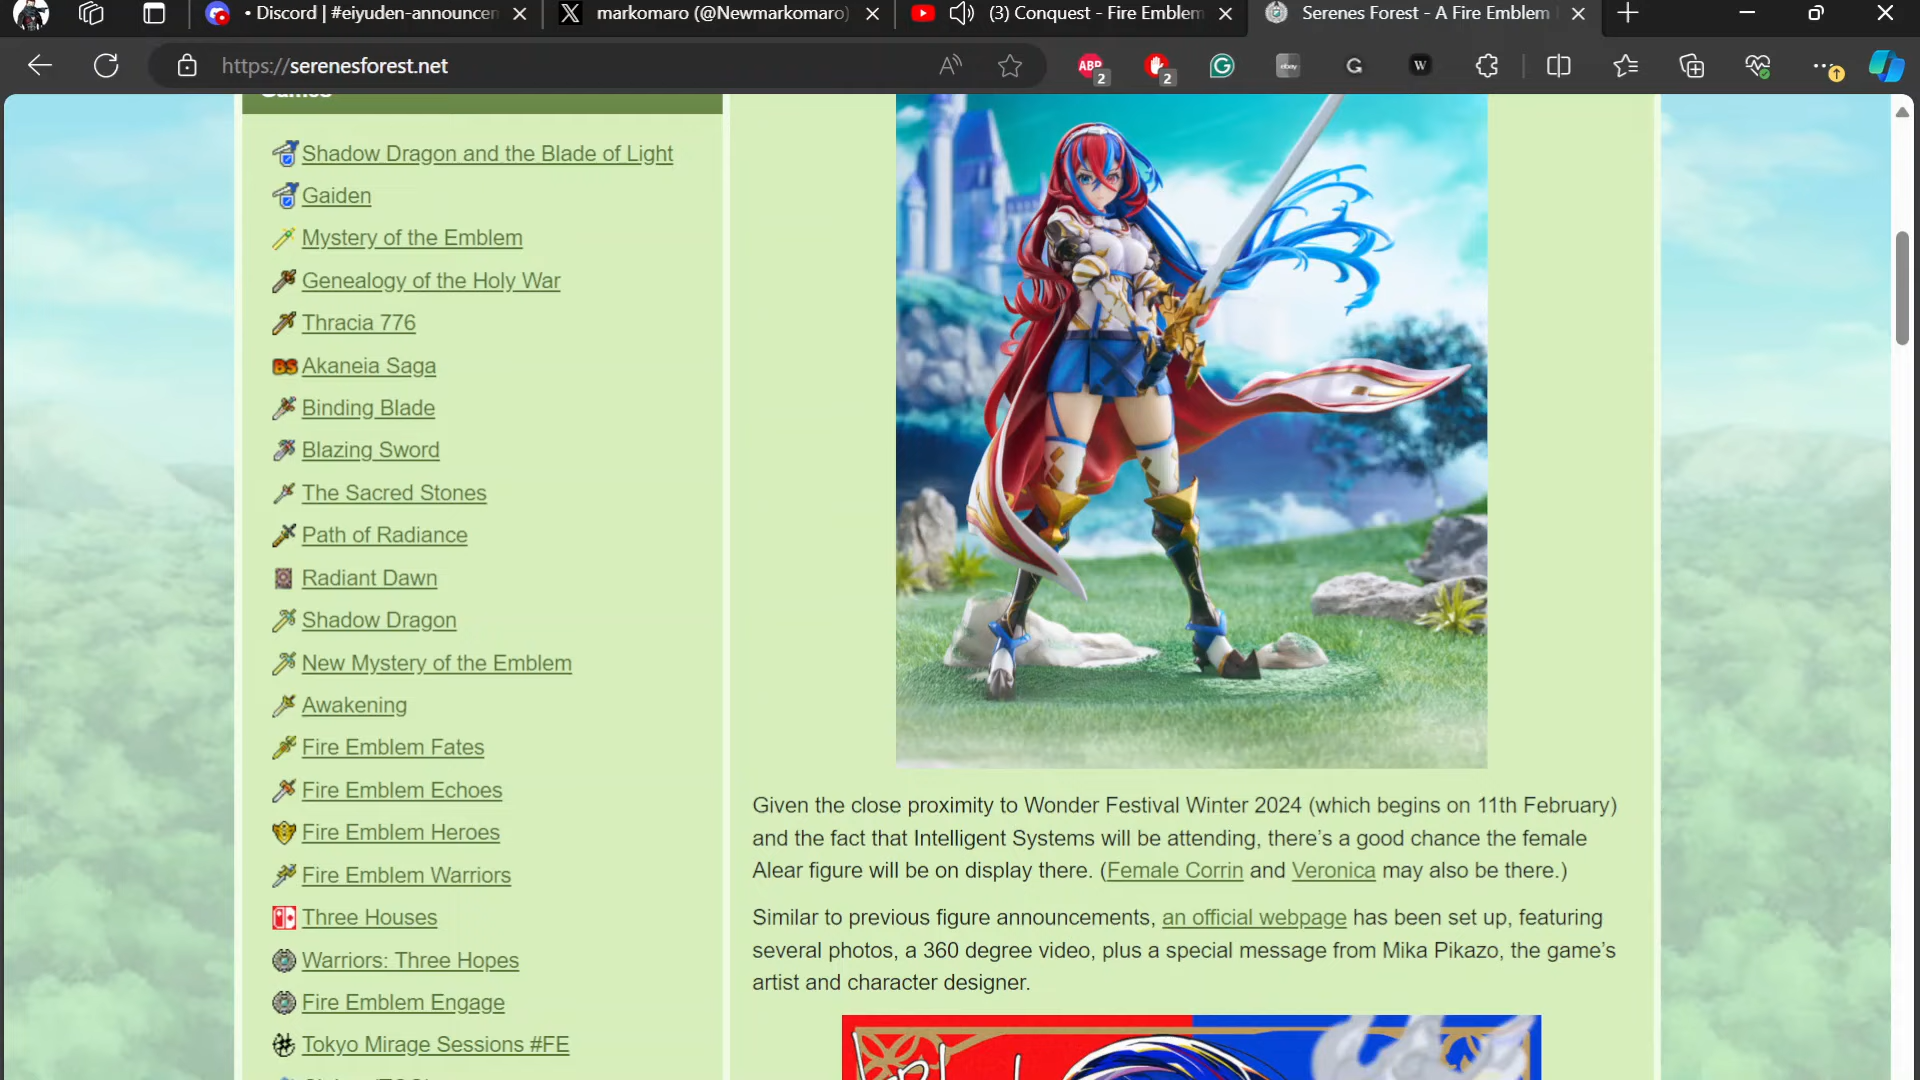 • Discord | #eiyuden-announcen
markomaro (@Newmarkomaro)
(3) Conquest - Fire Emblem
Serenes Forest - A Fire Emblem
https://serenesforest.net
ABP
2
2
G
ebay
G
W
Shadow Dragon and the Blade of Light
Gaiden
Mystery of the Emblem
Genealogy of the Holy War
Thracia 776
BS Akaneia Saga
Binding Blade
Blazing Sword
The Sacred Stones
Path of Radiance
Radiant Dawn
Shadow Dragon
New Mystery of the Emblem
Awakening
Fire Emblem Fates
Fire Emblem Echoes
Fire Emblem Heroes
Fire Emblem Warriors
Three Houses
Warriors: Three Hopes
Fire Emblem Engage
Tokyo Mirage Sessions #FE
Given the close proximity to Wonder Festival Winter 2024 (which begins on 11th February)
and the fact that Intelligent Systems will be attending, there’s a good chance the female
Alear figure will be on display there. (Female Corrin and Veronica may also be there.)
Similar to previous figure announcements, an official webpage has been set up, featuring
several photos, a 360 degree video, plus a special message from Mika Pikazo, the game’s
artist and character designer.